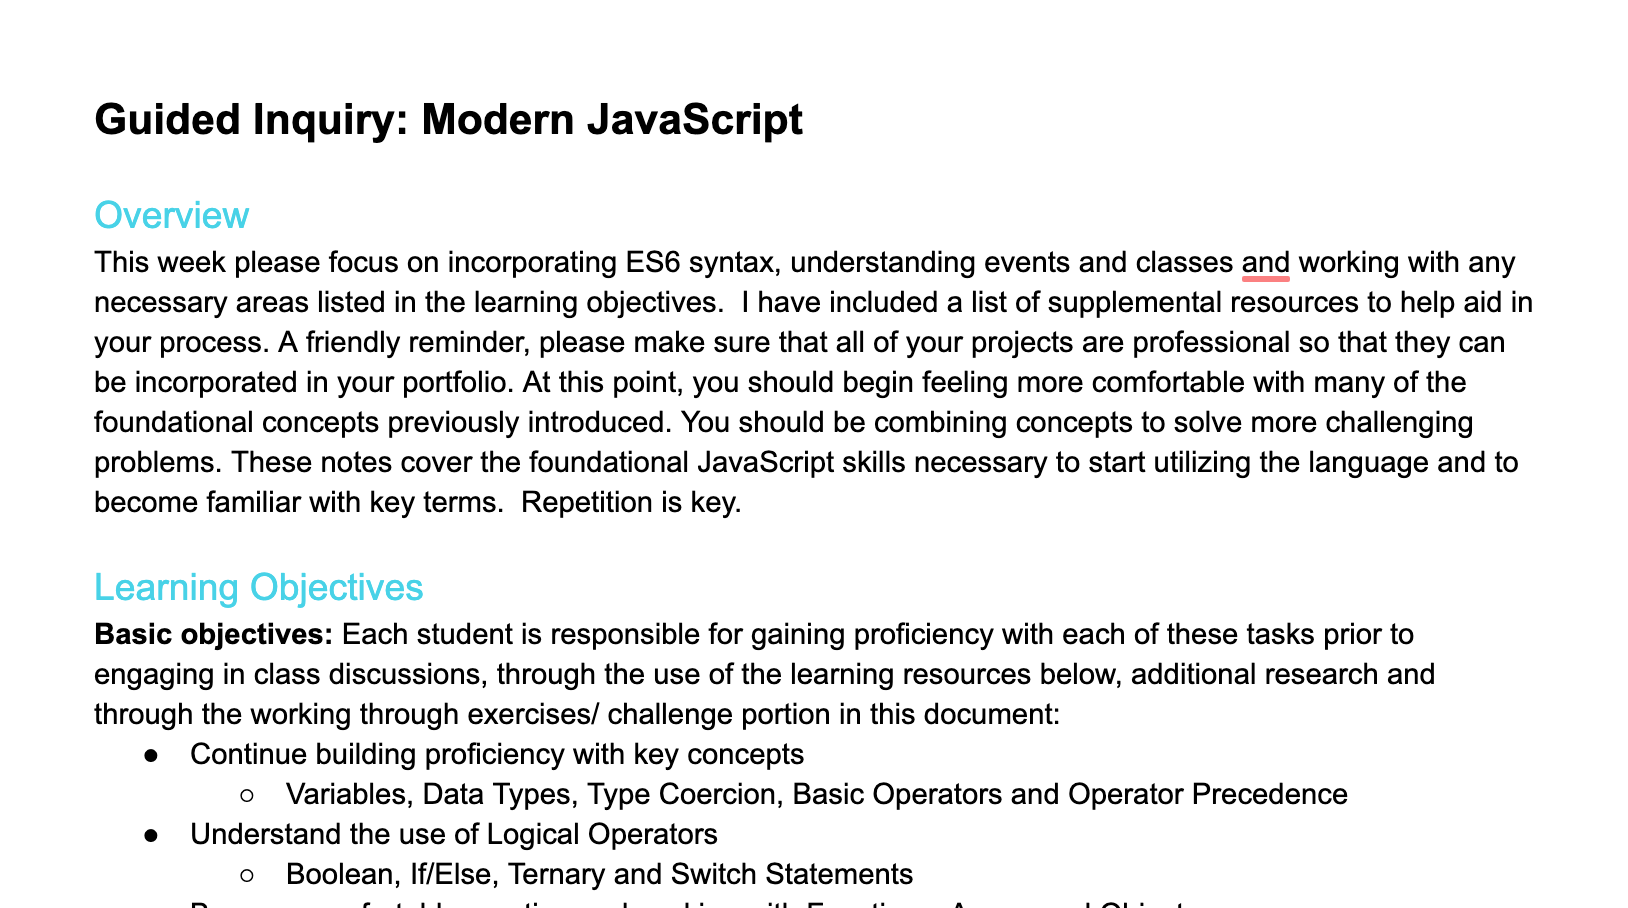 Guided Inquiry: Modern JavaScript
Overview
This week please focus on incorporating ES6 syntax, understanding events and classes and working with any
necessary areas listed in the learning objectives.  I have included a list of supplemental resources to help aid in
your process. A friendly reminder, please make sure that all of your projects are professional so that they can
be incorporated in your portfolio. At this point, you should begin feeling more comfortable with many of the
foundational concepts previously introduced. You should be combining concepts to solve more challenging
problems. These notes cover the foundational JavaScript skills necessary to start utilizing the language and to
become familiar with key terms.  Repetition is key.
Learning Objectives
Basic objectives: Each student is responsible for gaining proficiency with each of these tasks prior to
engaging in class discussions, through the use of the learning resources below, additional research and
through the working through exercises/ challenge portion in this document:
● Continue building proficiency with key concepts
○ Variables, Data Types, Type Coercion, Basic Operators and Operator Precedence
● Understand the use of Logical Operators
○ Boolean, If/Else, Ternary and Switch Statements